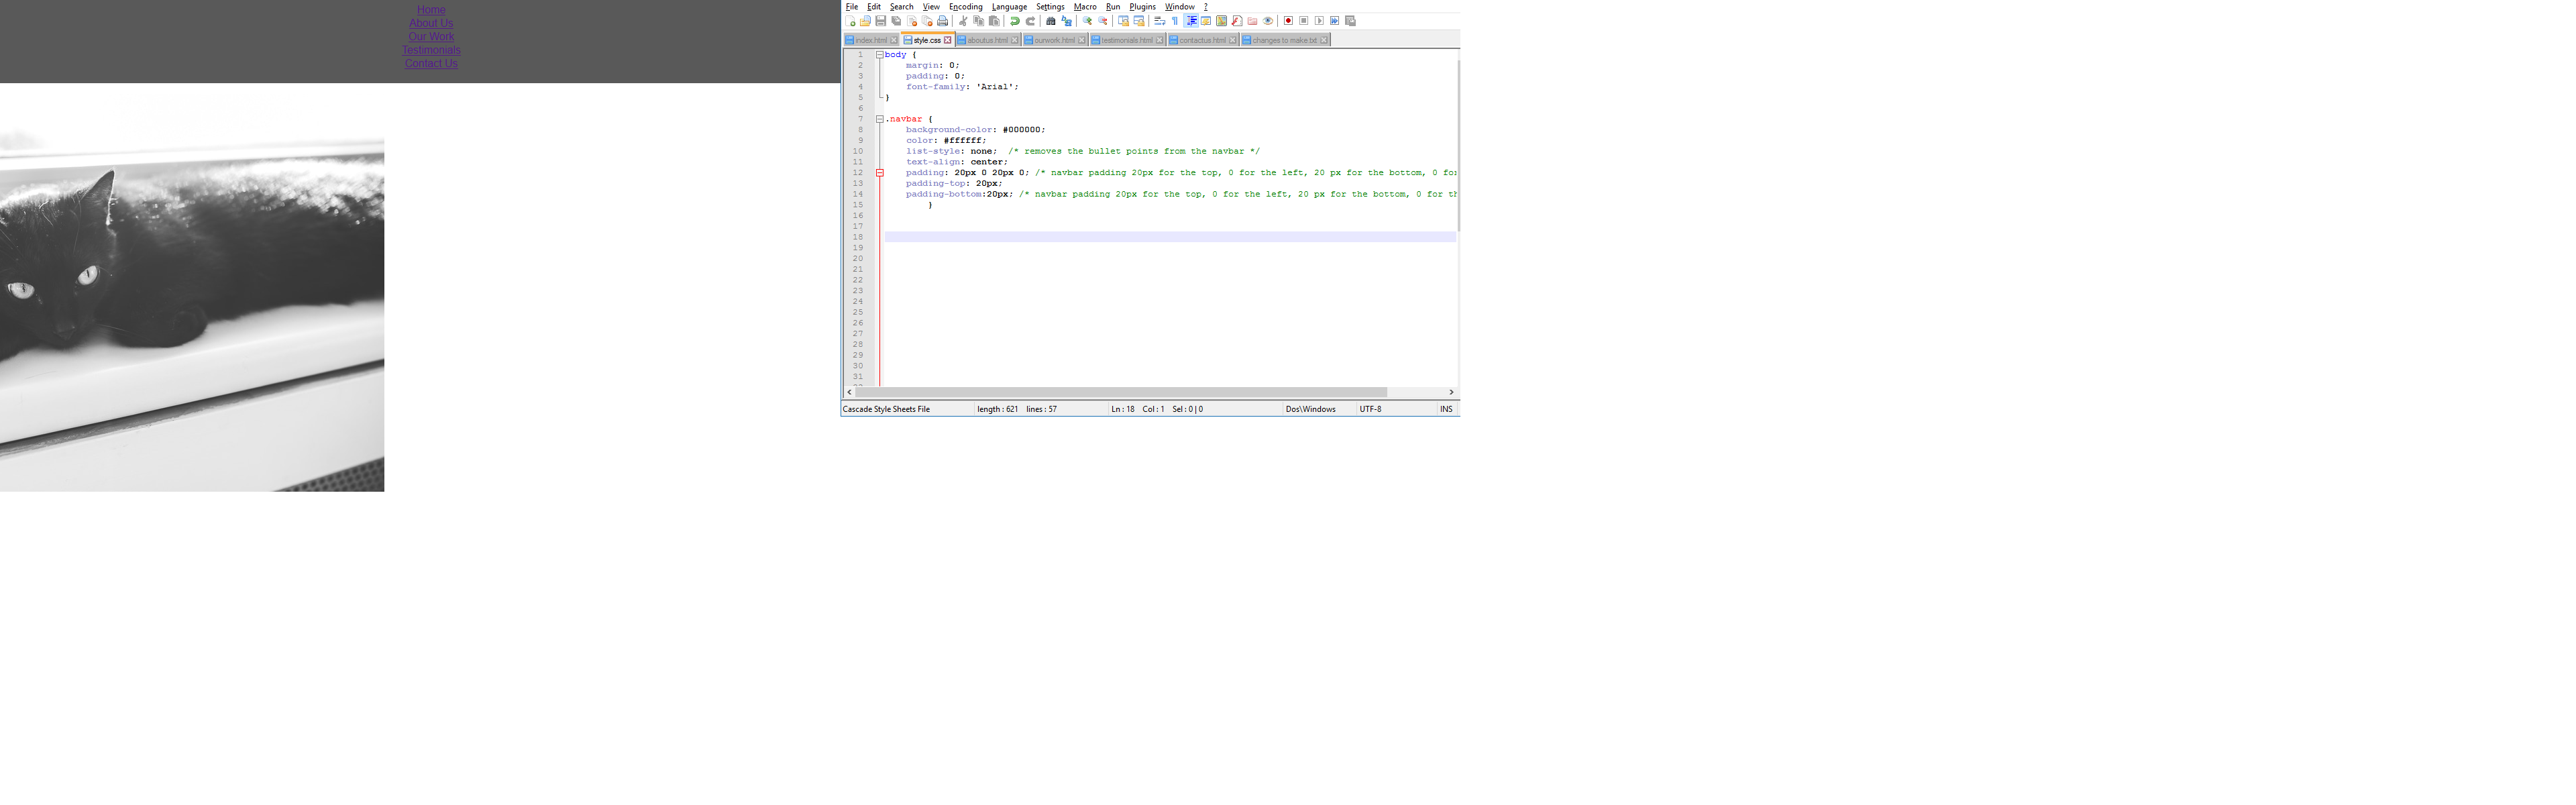 Home
About Us
Our Work
Testimonials
Contact Us
File Edit Search View Encoding Language Settings Macro Run Plugins Window ?
index.html style.css aboutus.html ourwork.html testimonials.html contactus.html changes to make.txt
1 body {
2 margin: 0;
3 padding: 0;
4 font-family: 'Arial';
5 }
6
7 .navbar {
8 background-color: #000000;
9 color: #ffffff;
10 list-style: none; /* removes the bullet points from the navbar */
11 text-align: center;
12 padding: 20px 0 20px 0; /* navbar padding 20px for the top, 0 for the left, 20 px for the bottom, 0 for
13 padding-top: 20px;
14 padding-bottom:20px; /* navbar padding 20px for the top, 0 for the left, 20 px for the bottom, 0 for th
15 }
16
17
18
19
20
21
22
23
24
25
26
27
28
29
30
31
Cascade Style Sheets File length : 621 lines : 57 Ln : 18 Col : 1 Sel : 0 | 0 Dos\Windows UTF-8 INS